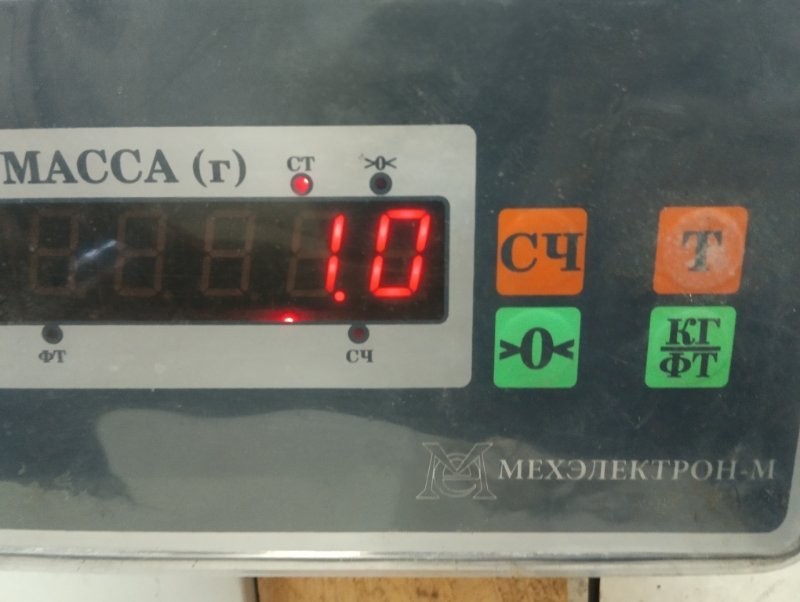 МАССА (г)
СТ
>0<
1.0
ФТ
СЧ
СЧ
Т
>0<
КГ
ФТ
МЕХЭЛЕКТРОН-М